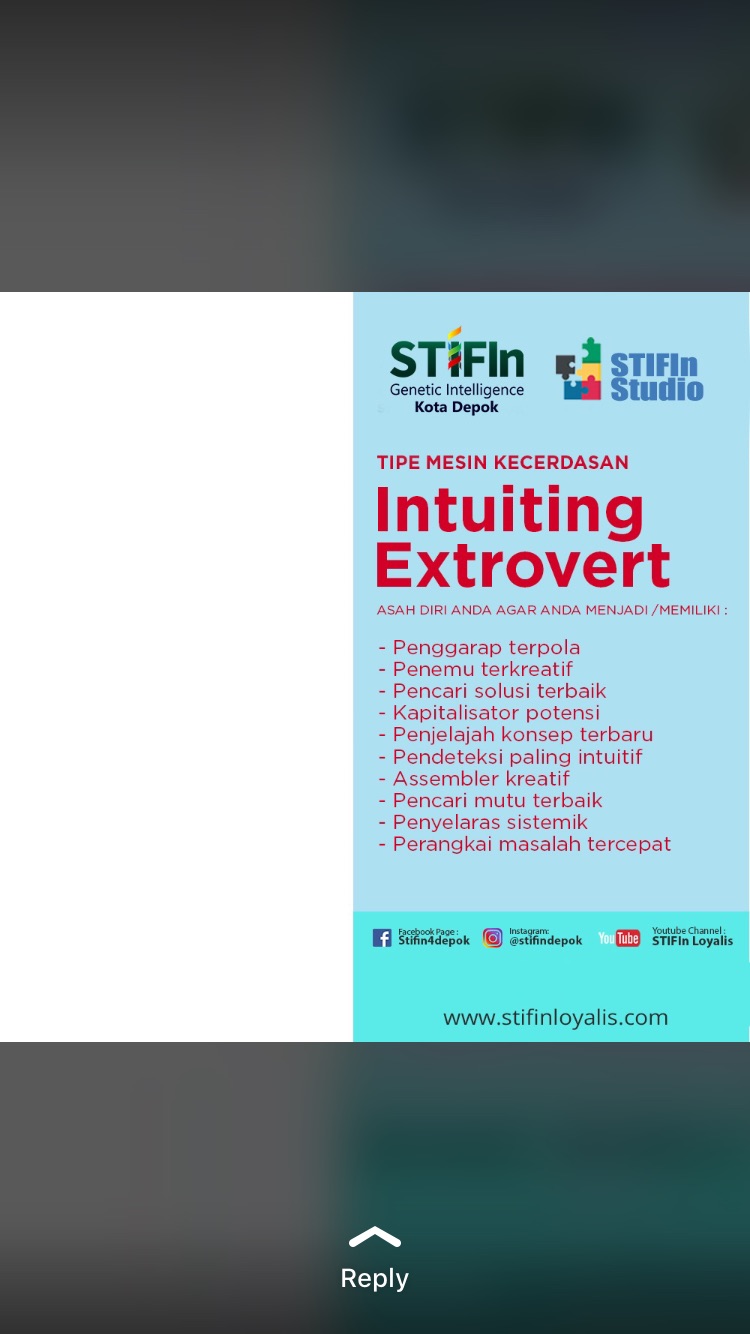 STIFIn
Genetic Intelligence
Kota Depok
STIFIn
Studio
TIPE MESIN KECERDASAN
Intuiting
Extrovert
ASAH DIRI ANDA AGAR ANDA MENJADI /MEMILIKI :
- Penggarap terpola
- Penemu terkreatif
- Pencari solusi terbaik
- Kapitalisator potensi
- Penjelajah konsep terbaru
- Pendeteksi paling intuitif
- Assembler kreatif
- Pencari mutu terbaik
- Penyelaras sistemik
- Perangkai masalah tercepat
Facebook Page :
Stifin4depok
Instagram:
@stifindepok
YouTube
Youtube Channel :
STIFIn Loyalis
www.stifinloyalis.com
Reply